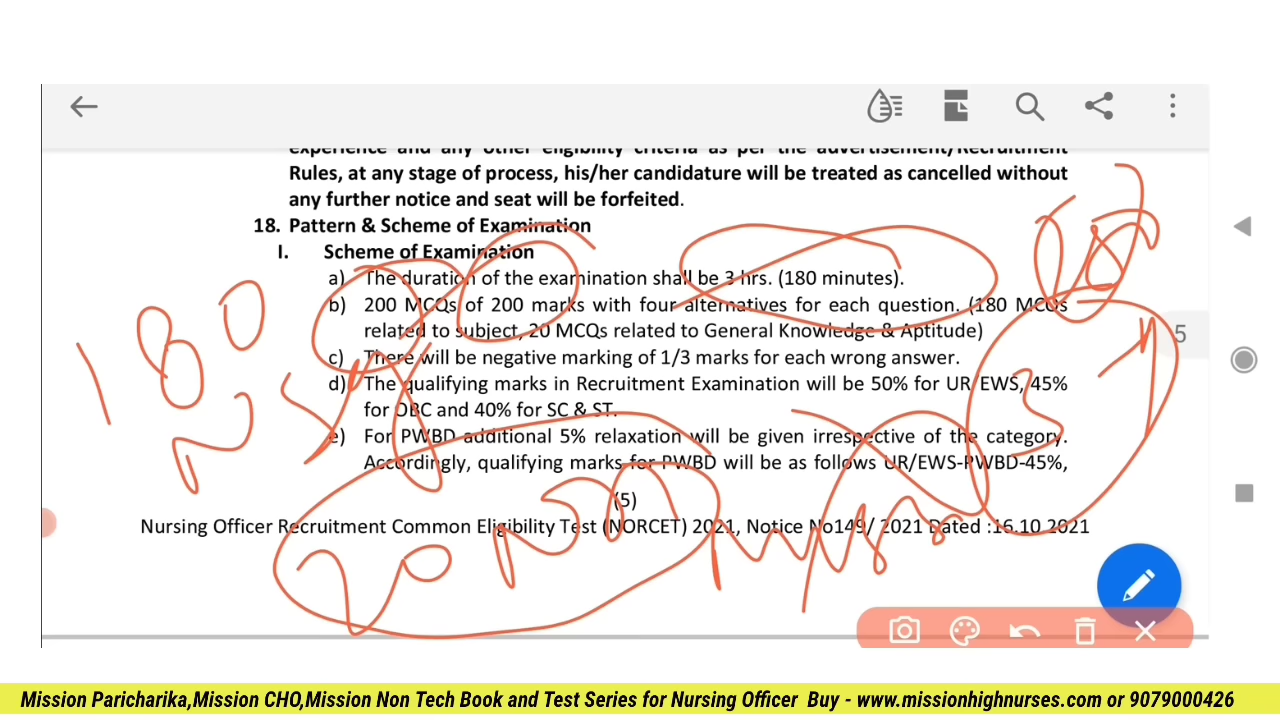 experience and any other eligibility criteria as per the advertisement/Recruitment
Rules, at any stage of process, his/her candidature will be treated as cancelled without
any further notice and seat will be forfeited.
18. Pattern & Scheme of Examination
I. Scheme of Examination
a) The duration of the examination shall be 3 hrs. (180 minutes).
b) 200 MCQs of 200 marks with four alternatives for each question. (180 MCQs
related to subject, 20 MCQs related to General Knowledge & Aptitude)
c) There will be negative marking of 1/3 marks for each wrong answer.
d) The qualifying marks in Recruitment Examination will be 50% for UR/EWS, 45%
for OBC and 40% for SC & ST.
e) For PWBD additional 5% relaxation will be given irrespective of the category.
Accordingly, qualifying marks for PWBD will be as follows UR/EWS-PWBD-45%,
(5)
Nursing Officer Recruitment Common Eligibility Test (NORCET) 2021, Notice No149/ 2021 Dated :16.10.2021
5
180
20
3
Mission Paricharika,Mission CHO,Mission Non Tech Book and Test Series for Nursing Officer Buy - www.missionhighnurses.com or 9079000426